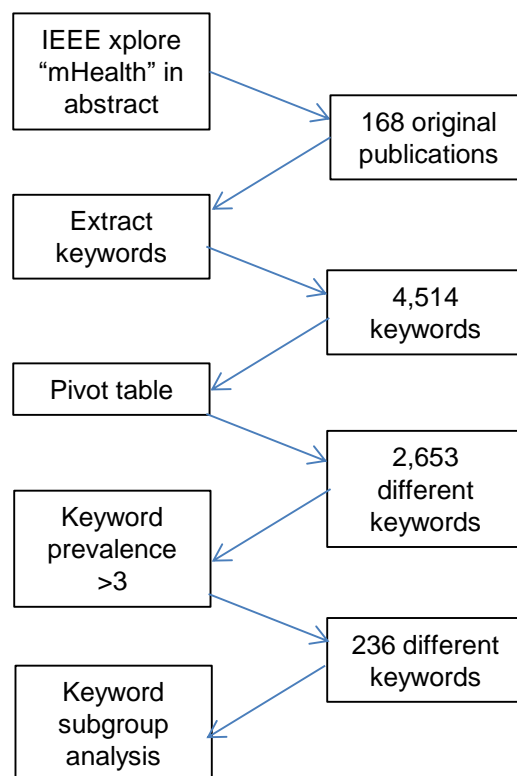 IEEE xplore
“mHealth” in
abstract
168 original
publications
Extract
keywords
4,514
keywords
Pivot table
2,653
different
keywords
Keyword
prevalence
>3
236 different
keywords
Keyword
subgroup
analysis